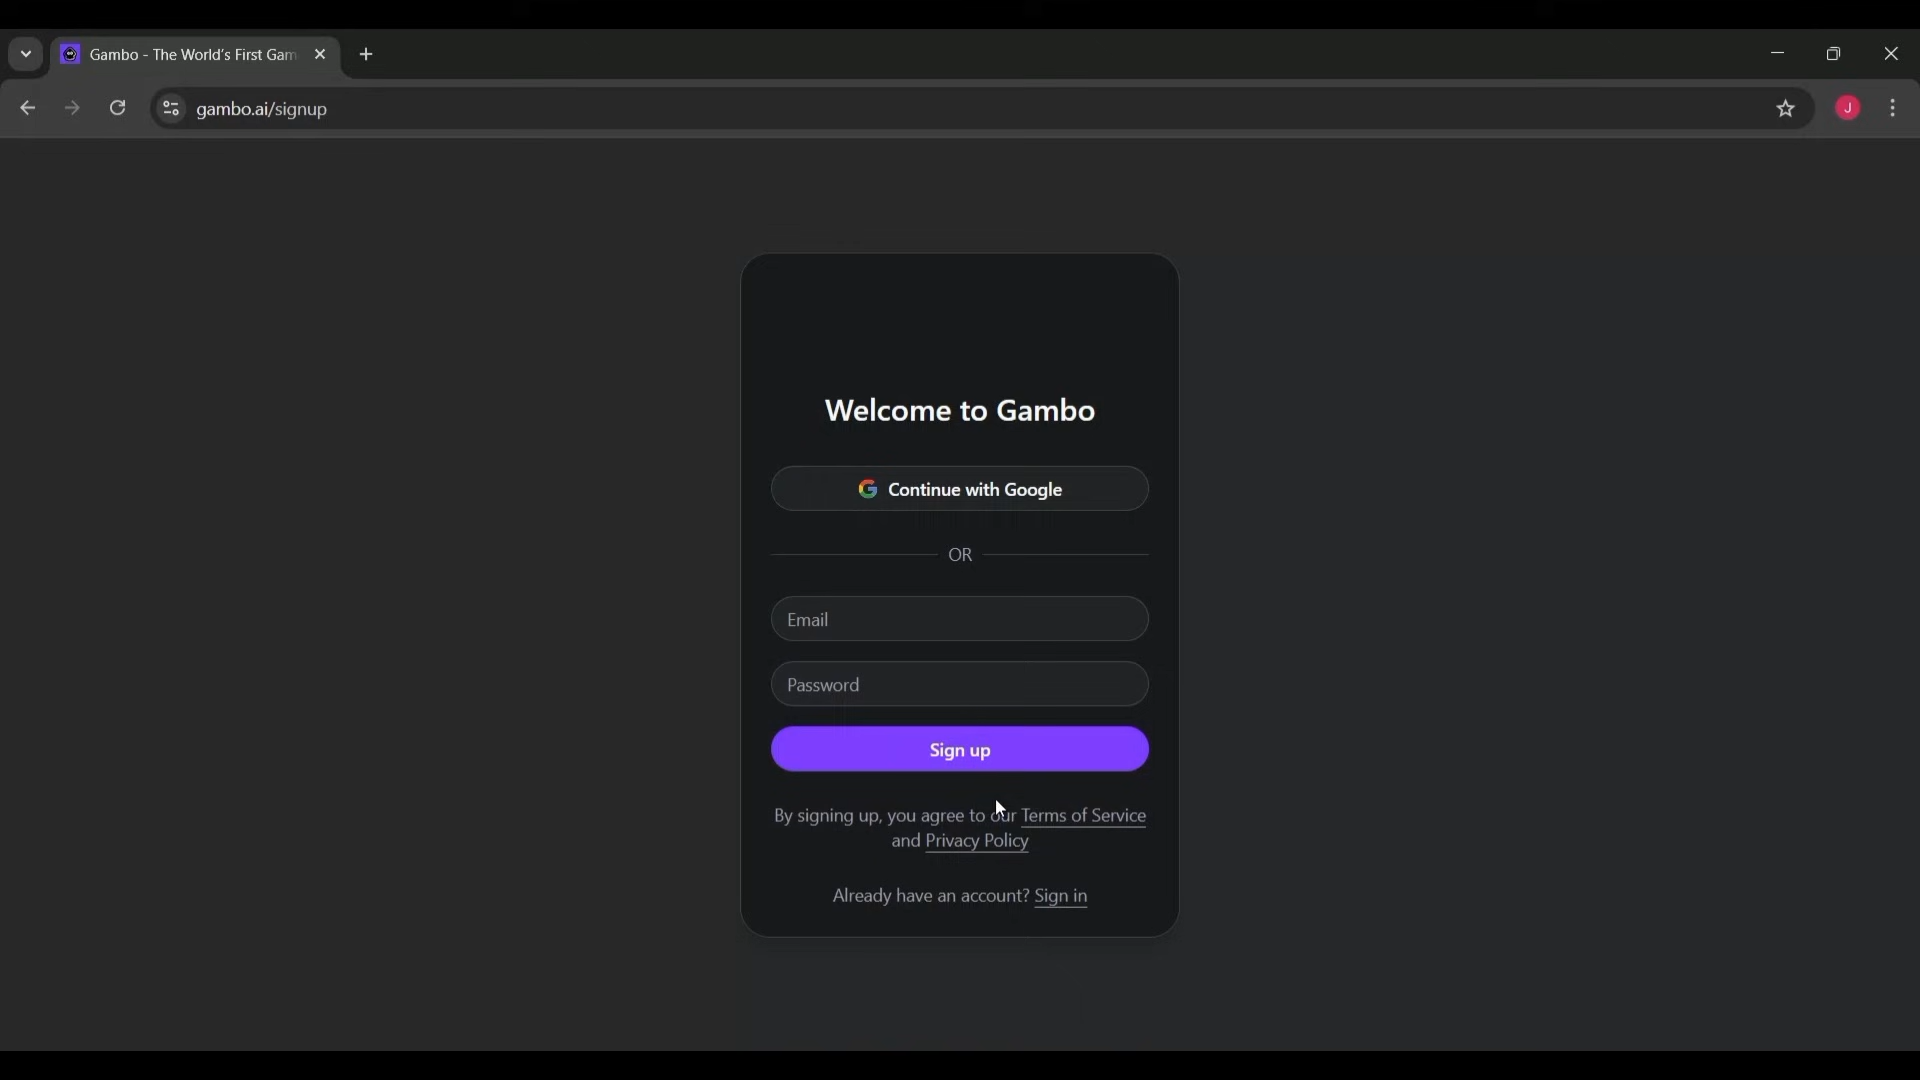 Gambo - The World's First Gam
gambo.ai/signup
J
Welcome to Gambo
Continue with Google
OR
Email
Password
Sign up
By signing up, you agree to our Terms of Service
and Privacy Policy
Already have an account? Sign in